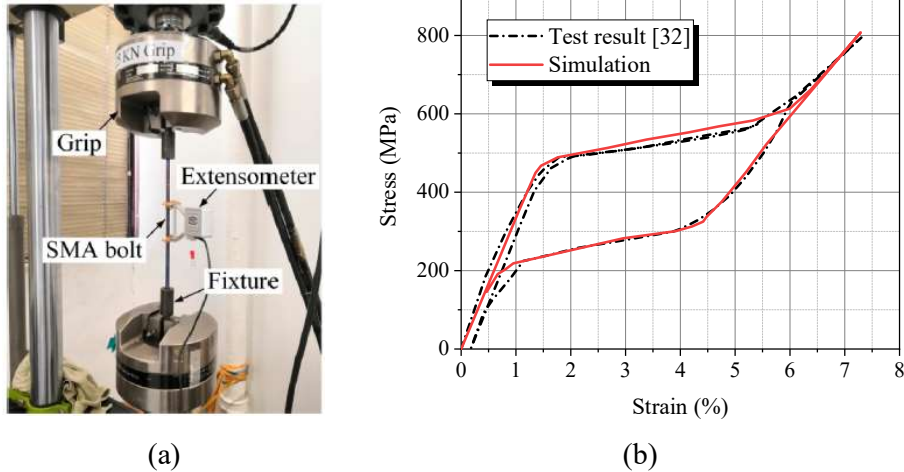 KN Grip
Grip
Extensometer
SMA bolt
Fixture
(a)
Test result [32]
Simulation
Stress (MPa)
800
600
400
200
0
0 1 2 3 4 5 6 7 8
Strain (%)
(b)